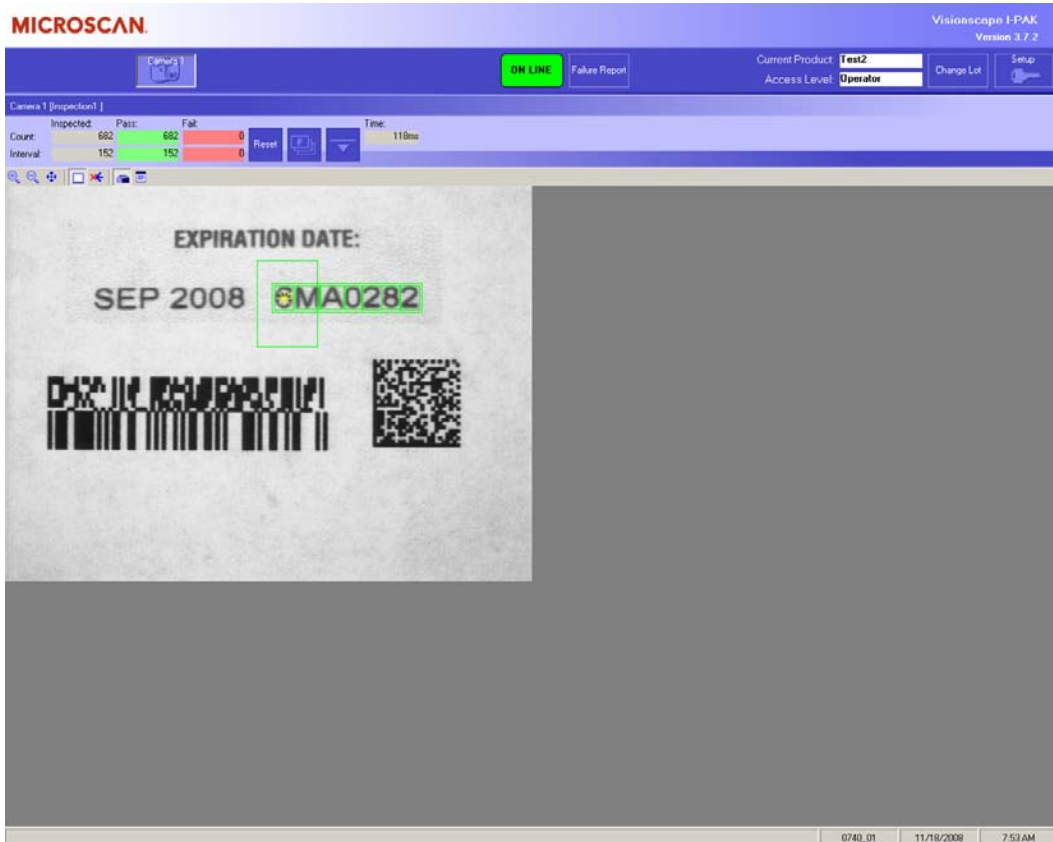 MICROSCAN.
Visionscape I-PAK
Version 3.7.2
Camera 1
ON LINE
Failure Report
Current Product: Test2
Access Level: Operator
Change Lot
Setup
Camera 1 [Inspection1 ]
Inspected: Pass: Fail: Time:
Count: 682 682 0 Reset 118ms
Interval: 152 152 0
EXPIRATION DATE:
SEP 2008 6MA0282
0740_01 11/18/2008 7:53 AM